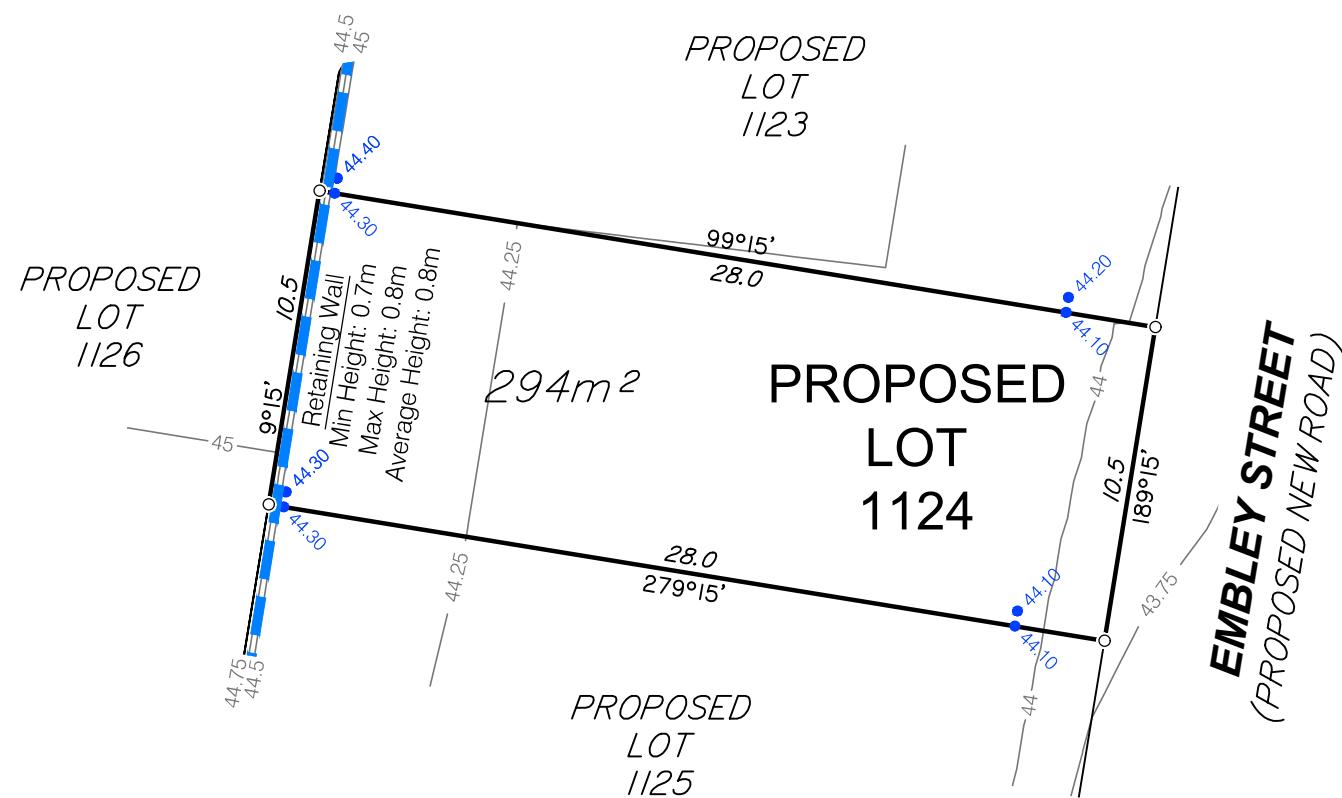 44.5
45
PROPOSED
LOT
1123
44.40
44.30
99°15'
28.0
44.20
44.10
PROPOSED
LOT
1126
10.5
9°15'
Retaining Wall
Min Height: 0.7m
Max Height: 0.8m
Average Height: 0.8m
44.25
294m²
PROPOSED
LOT
1124
44
10.5
189°15'
EMBLEY STREET
(PROPOSED NEW ROAD)
45
44.30
44.30
28.0
279°15'
44.25
44.10
44.10
43.75
44
44.75
44.5
PROPOSED
LOT
1125